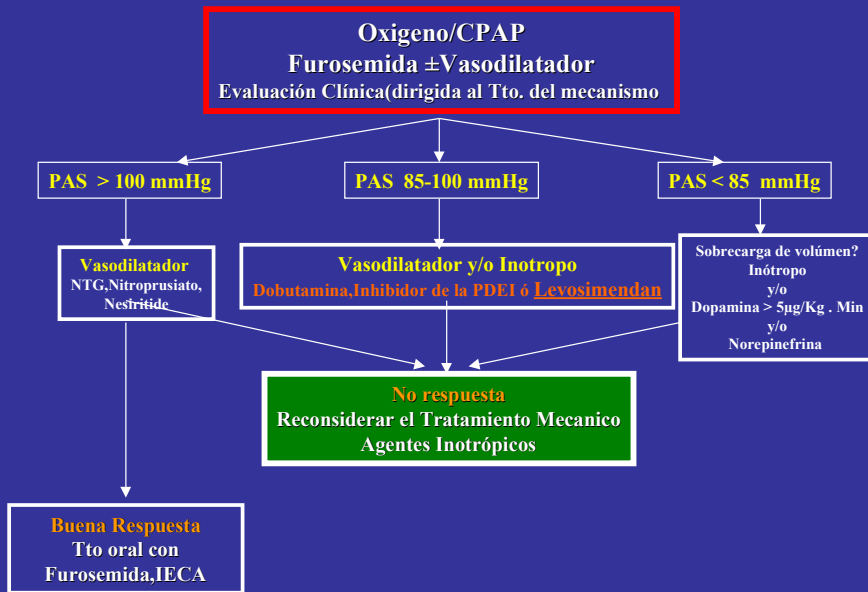 Oxigeno/CPAP
Furosemida ±Vasodilatador
Evaluación Clínica(dirigida al Tto. del mecanismo
PAS > 100 mmHg
PAS 85-100 mmHg
PAS < 85 mmHg
Vasodilatador
NTG,Nitroprusiato,
Nesiritide
Vasodilatador y/o Inotropo
Dobutamina,Inhibidor de la PDEI ó Levosimendan
Sobrecarga de volúmen?
Inótropo
y/o
Dopamina > 5µg/Kg . Min
y/o
Norepinefrina
No respuesta
Reconsiderar el Tratamiento Mecanico
Agentes Inotrópicos
Buena Respuesta
Tto oral con
Furosemida,IECA